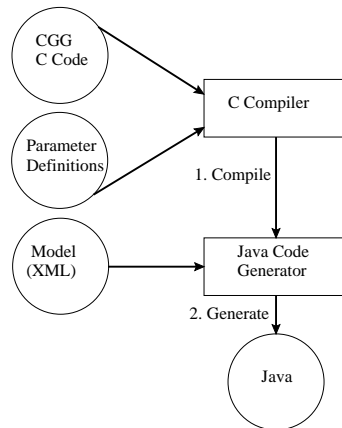 CGG
C Code
C Compiler
Parameter
Definitions
1. Compile
Model
(XML)
Java Code
Generator
2. Generate
Java